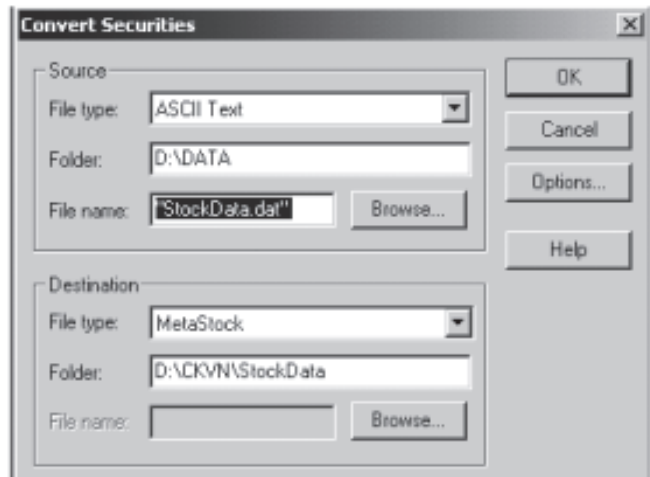 Convert Securities
Source
File type: ASCII Text
Folder: D:\DATA
File name: "StockData.dat" Browse...
OK
Cancel
Options...
Help
Destination
File type: MetaStock
Folder: D:\CKVN\StockData
File name: Browse...